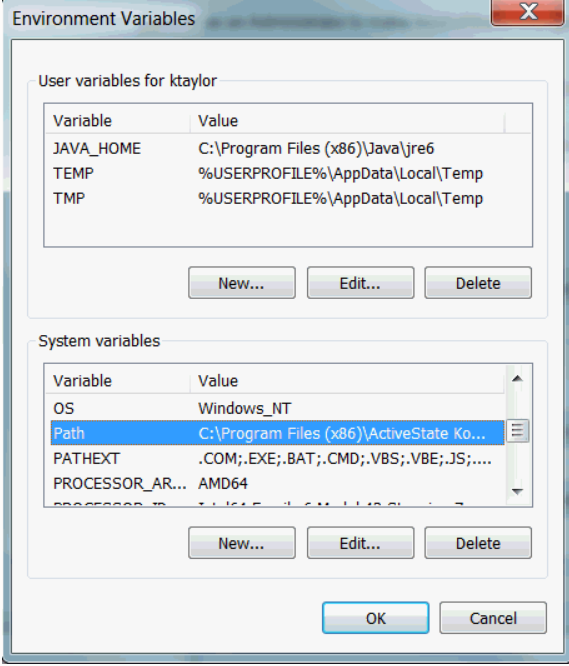 Environment Variables
User variables for ktaylor
Variable Value
JAVA_HOME C:\Program Files (x86)\Java\jre6
TEMP %USERPROFILE%\AppData\Local\Temp
TMP %USERPROFILE%\AppData\Local\Temp
New... Edit... Delete
System variables
Variable Value
OS Windows_NT
Path C:\Program Files (x86)\ActiveState Ko...
PATHEXT .COM;.EXE;.BAT;.CMD;.VBS;.VBE;.JS;....
PROCESSOR_AR... AMD64
New... Edit... Delete
OK Cancel